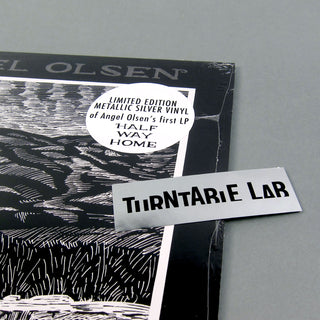 EL OLSEN
LIMITED EDITION
METALLIC SILVER VINYL
of Angel Olsen's first LP
HALF
WAY
HOME
TURNTABLE LAB